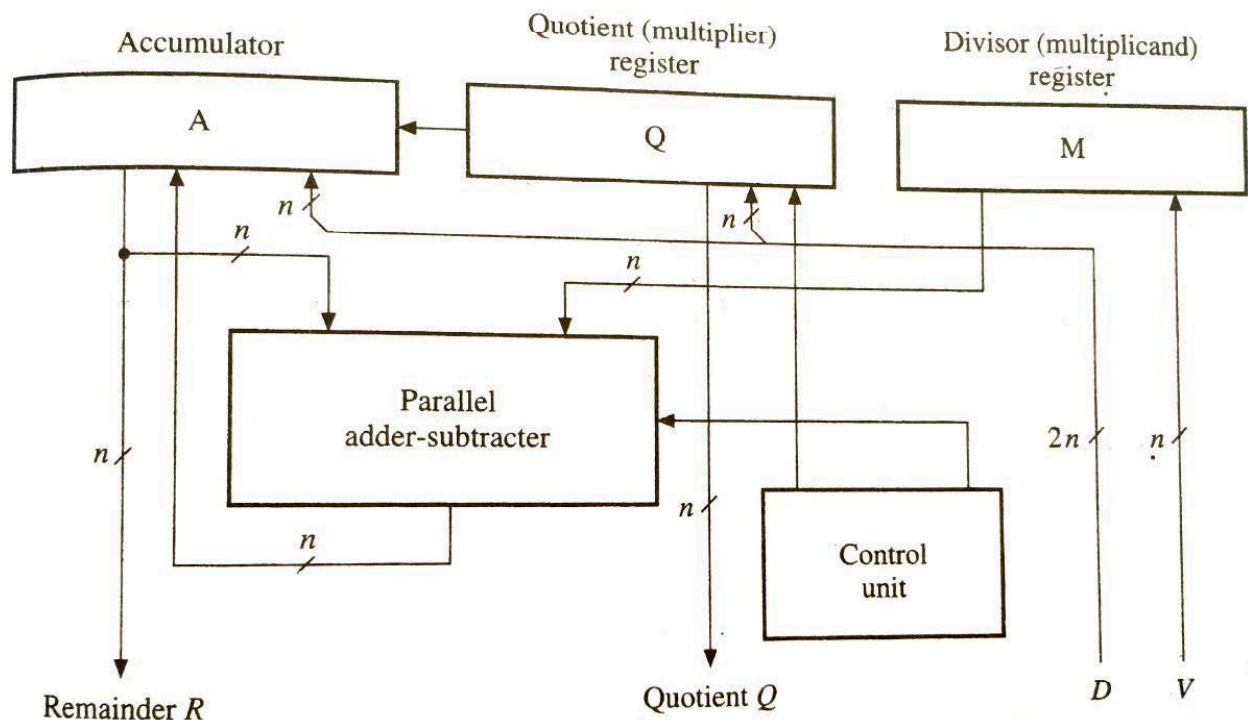 Accumulator
Quotient (multiplier)
register
Divisor (multiplicand)
register
A
Q
M
n
n
n
n
Parallel
adder-subtracter
n
2n
n
n
n
Control
unit
Remainder R
Quotient Q
D
V